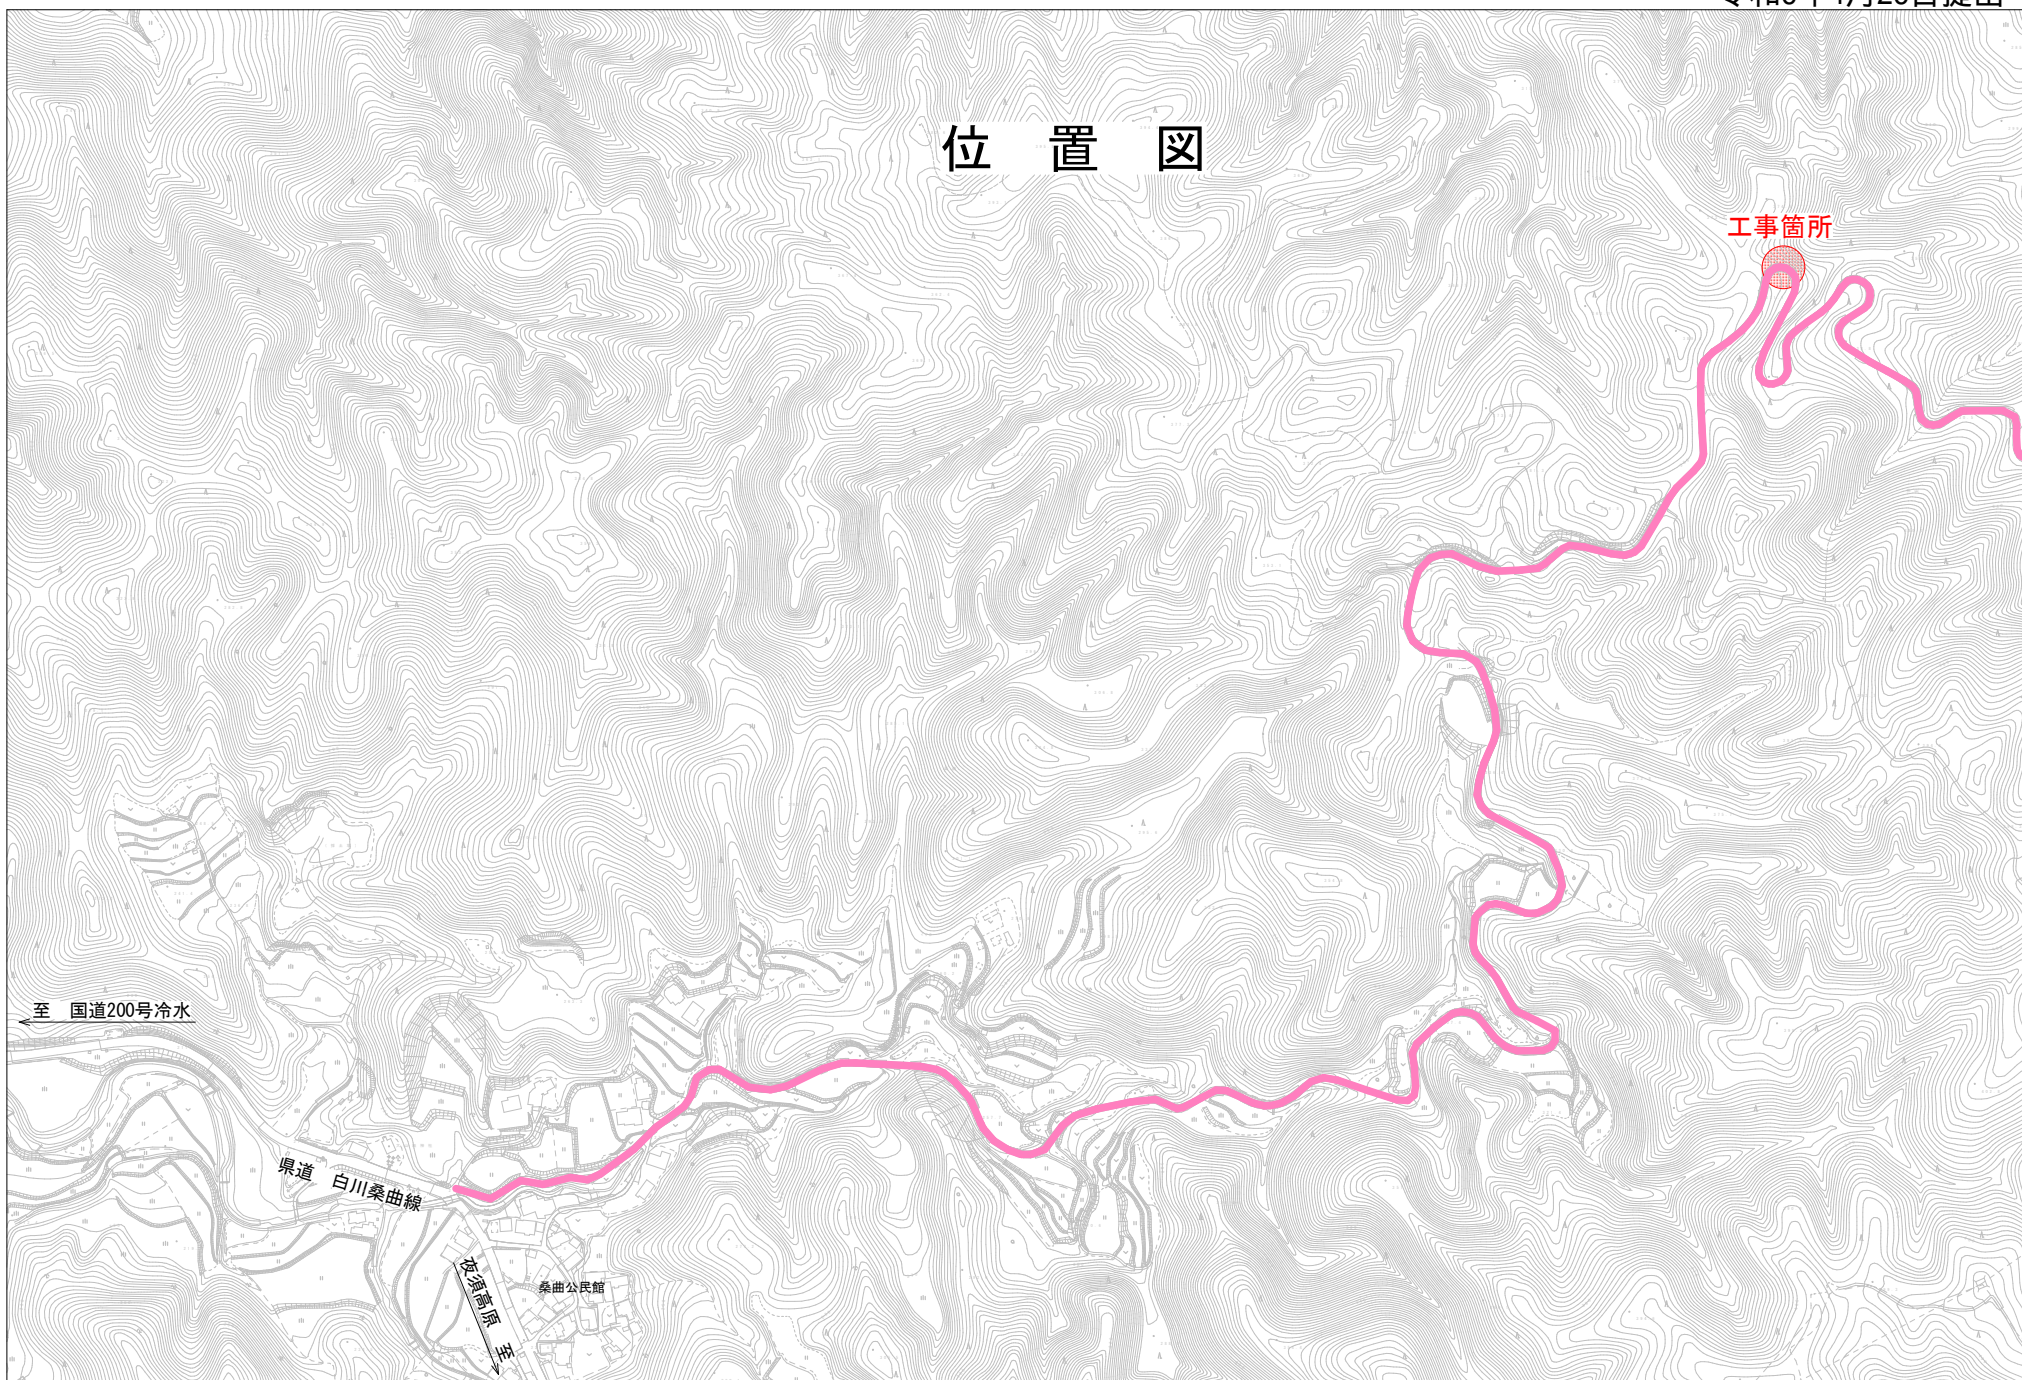 位　置　図
工事箇所
至　国道200号冷水
県道　白川桑曲線
夜須高原　至
桑曲公民館